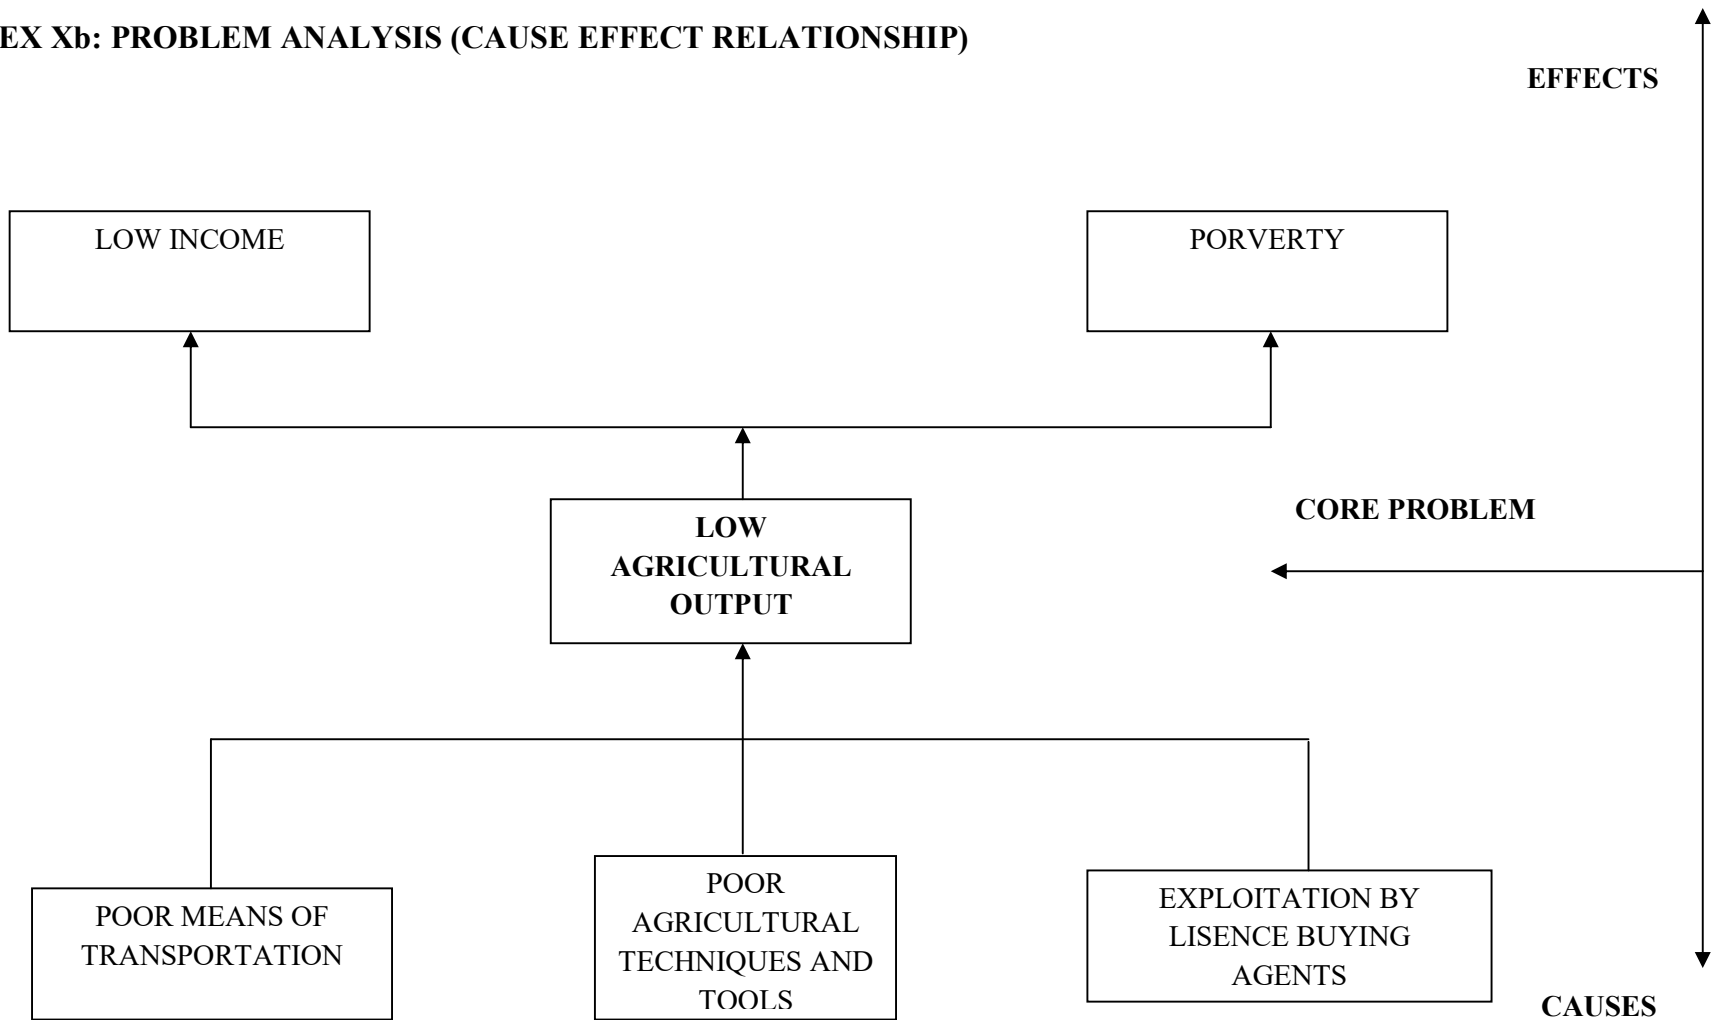 EX Xb: PROBLEM ANALYSIS (CAUSE EFFECT RELATIONSHIP)
EFFECTS
LOW INCOME
PORVERTY
CORE PROBLEM
LOW
AGRICULTURAL
OUTPUT
POOR MEANS OF
TRANSPORTATION
POOR
AGRICULTURAL
TECHNIQUES AND
TOOLS
EXPLOITATION BY
LISENCE BUYING
AGENTS
CAUSES